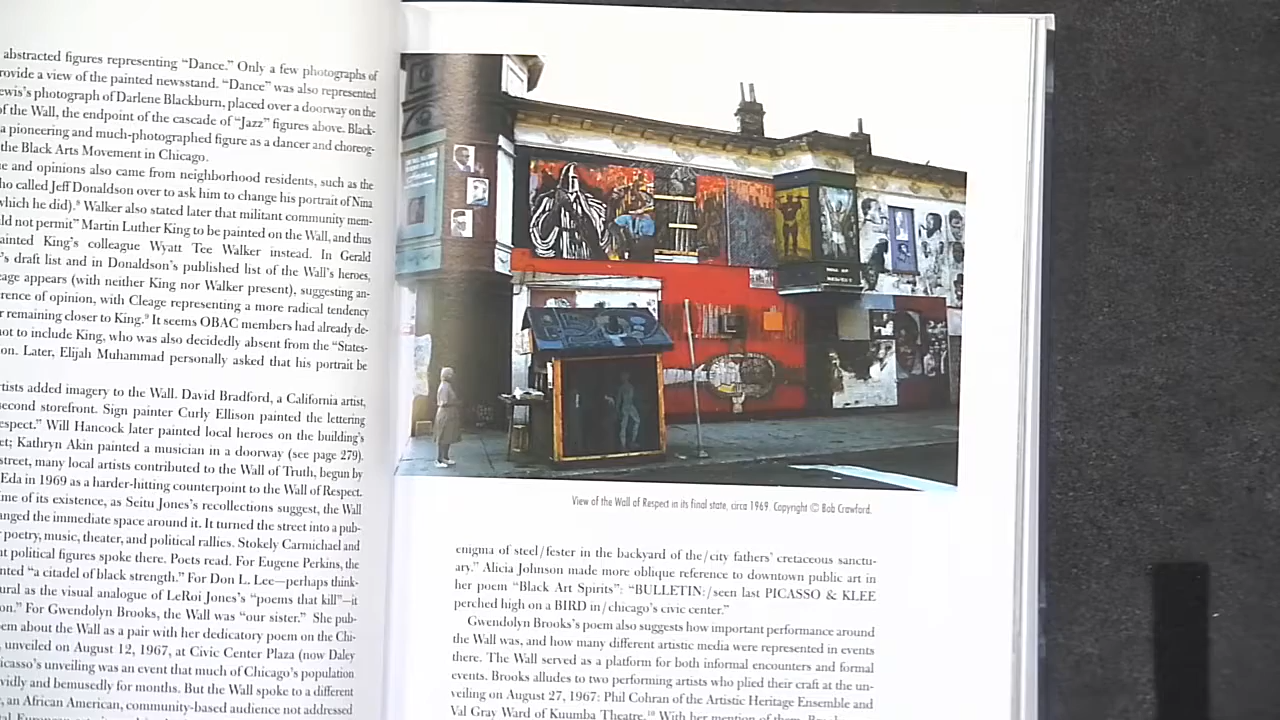 abstracted figures representing “Dance.” Only a few photographs of
rovide a view of the painted newsstand. “Dance” was also represented
ewis’s photograph of Darlene Blackburn, placed over a doorway on the
of the Wall, the endpoint of the cascade of “Jazz” figures above. Black-
a pioneering and much-photographed figure as a dancer and choreog-
the Black Arts Movement in Chicago.
e and opinions also came from neighborhood residents, such as the
ho called Jeff Donaldson over to ask him to change his portrait of Nina
which he did).⁸ Walker also stated later that militant community mem-
ld not permit” Martin Luther King to be painted on the Wall, and thus
ainted King’s colleague Wyatt Tee Walker instead. In Gerald
’s draft list and in Donaldson’s published list of the Wall’s heroes,
eage appears (with neither King nor Walker present), suggesting an-
rence of opinion, with Cleage representing a more radical tendency
r remaining closer to King.⁹ It seems OBAC members had already de-
not to include King, who was also decidedly absent from the “States-
on. Later, Elijah Muhammad personally asked that his portrait be
rtists added imagery to the Wall. David Bradford, a California artist,
second storefront. Sign painter Curly Ellison painted the lettering
espect.” Will Hancock later painted local heroes on the building’s
et; Kathryn Akin painted a musician in a doorway (see page 279).
street, many local artists contributed to the Wall of Truth, begun by
Eda in 1969 as a harder-hitting counterpoint to the Wall of Respect.
me of its existence, as Seitu Jones’s recollections suggest, the Wall
anged the immediate space around it. It turned the street into a pub-
r poetry, music, theater, and political rallies. Stokely Carmichael and
nt political figures spoke there. Poets read. For Eugene Perkins, the
nted “a citadel of black strength.” For Don L. Lee—perhaps think-
ural as the visual analogue of LeRoi Jones’s “poems that kill”—it
on.” For Gwendolyn Brooks, the Wall was “our sister.” She pub-
em about the Wall as a pair with her dedicatory poem on the Chi-
, unveiled on August 12, 1967, at Civic Center Plaza (now Daley
icasso’s unveiling was an event that much of Chicago’s population
vidly and bemusedly for months. But the Wall spoke to a different
, an African American, community-based audience not addressed
View of the Wall of Respect in its final state, circa 1969. Copyright © Bob Crawford.
enigma of steel/fester in the backyard of the/city fathers’ cretaceous sanctu-
ary.” Alicia Johnson made more oblique reference to downtown public art in
her poem “Black Art Spirits”: “BULLETIN:/seen last PICASSO & KLEE
perched high on a BIRD in/chicago’s civic center.”
Gwendolyn Brooks’s poem also suggests how important performance around
the Wall was, and how many different artistic media were represented in events
there. The Wall served as a platform for both informal encounters and formal
events. Brooks alludes to two performing artists who plied their craft at the un-
veiling on August 27, 1967: Phil Cohran of the Artistic Heritage Ensemble and
Val Gray Ward of Kuumba Theatre.¹⁰ With her mention of them,